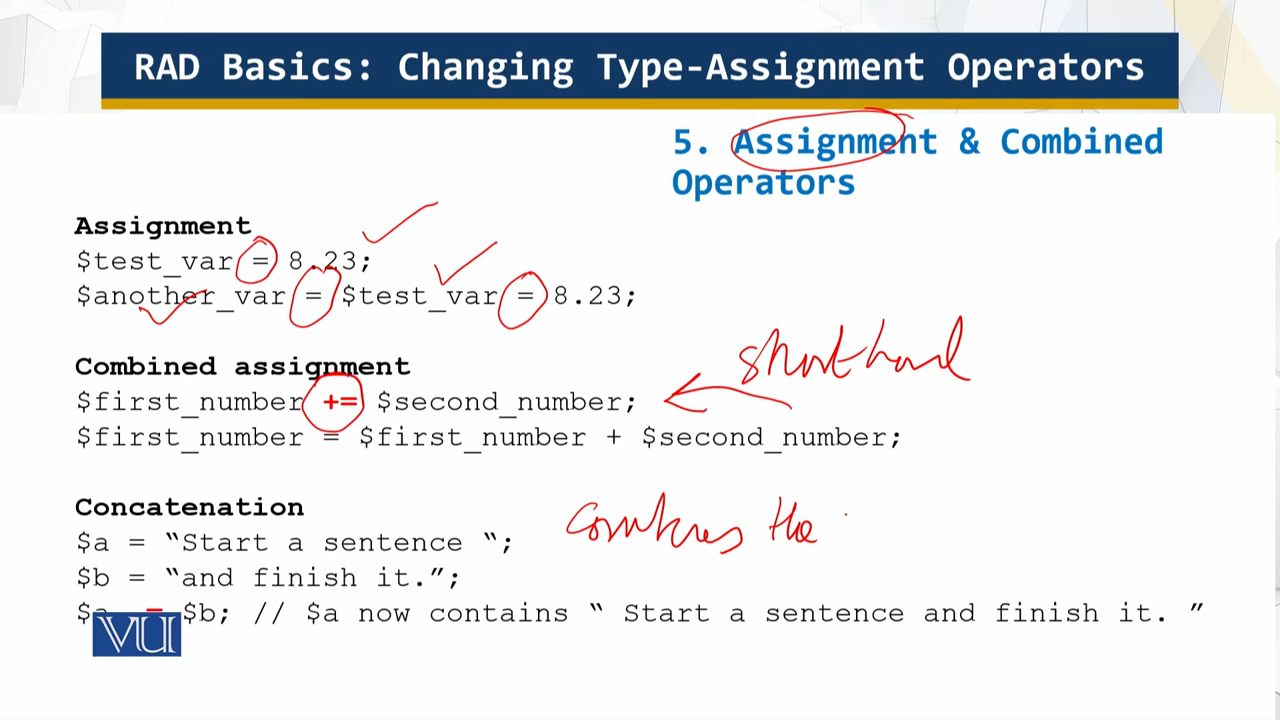 RAD Basics: Changing Type-Assignment Operators
5. Assignment & Combined
Operators
Assignment
$test_var = 8.23;
$another_var = $test_var = 8.23;
shorthand
Combined assignment
$first_number += $second_number;
$first_number = $first_number + $second_number;
Concatenation
combines the
$a = “Start a sentence “;
$b = “and finish it.”;
= $b; // $a now contains “ Start a sentence and finish it. ”
VU